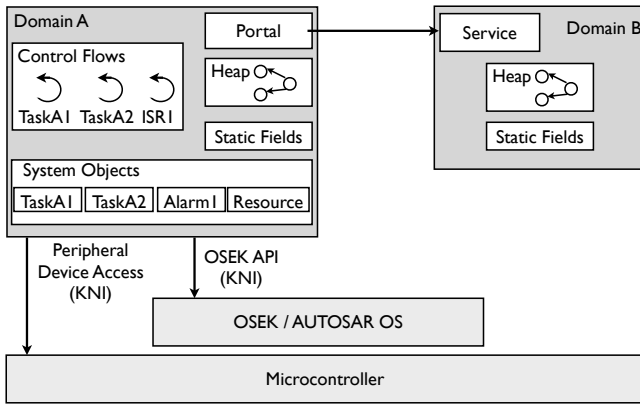 Domain A
Portal
Service
Domain B
Control Flows
TaskA1 TaskA2 ISR1
Heap
Heap
Static Fields
Static Fields
System Objects
TaskA1 TaskA2 Alarm1 Resource
Peripheral
Device Access
(KNI)
OSEK API
(KNI)
OSEK / AUTOSAR OS
Microcontroller